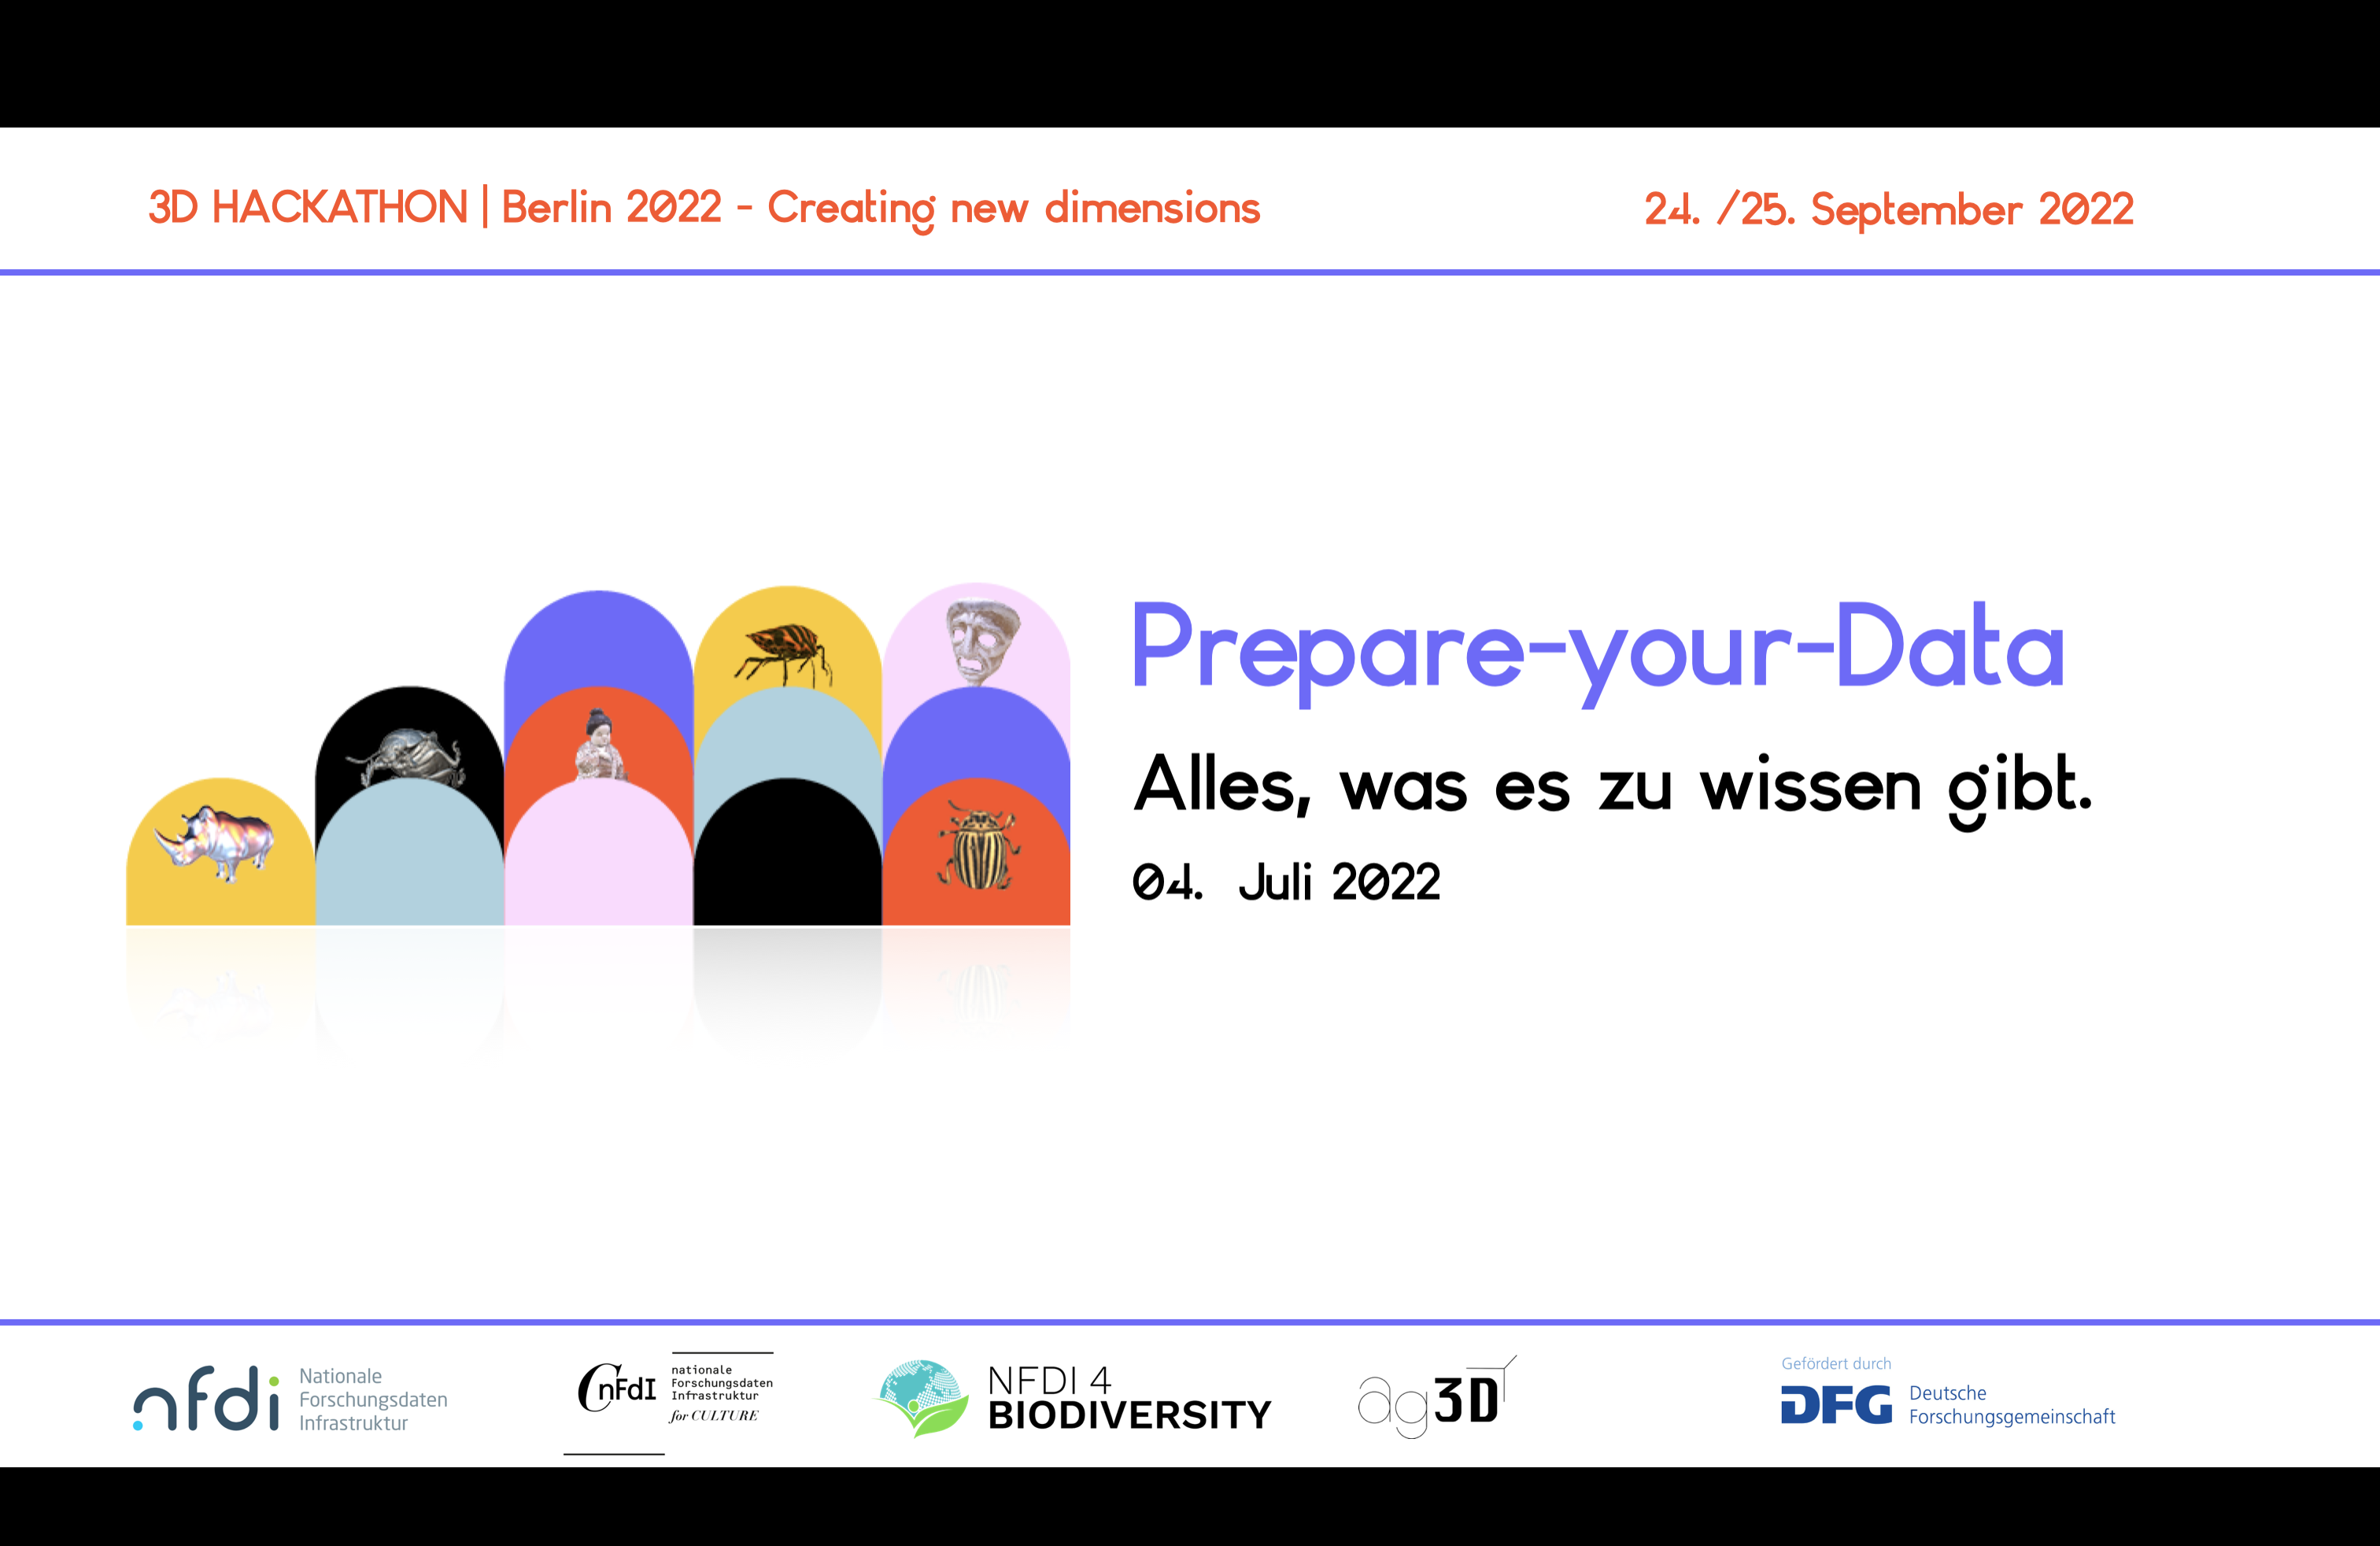 3D HACKATHON | Berlin 2022 - Creating new dimensions
24. /25. September 2022
Prepare-your-Data
Alles, was es zu wissen gibt.
04. Juli 2022
nfdi
Nationale
Forschungsdaten
Infrastruktur
nFdI
nationale
Forschungsdaten
Infrastruktur
for CULTURE
NFDI 4
BIODIVERSITY
ag3D
Gefördert durch
DFG
Deutsche
Forschungsgemeinschaft